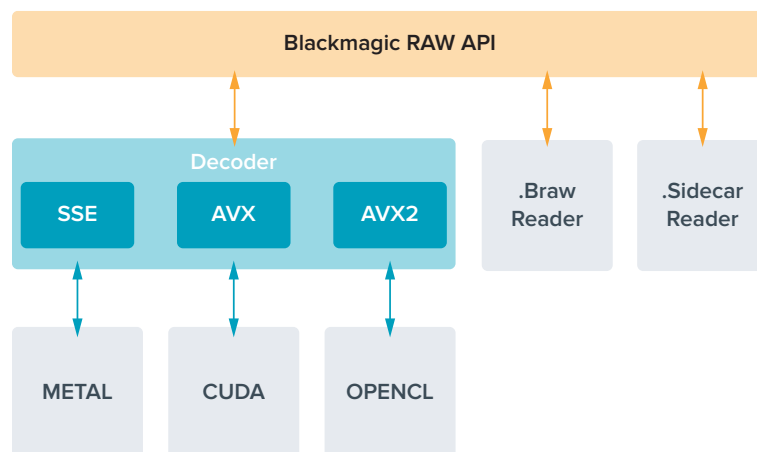 Blackmagic RAW API
Decoder
SSE
AVX
AVX2
.Braw
Reader
.Sidecar
Reader
METAL
CUDA
OPENCL